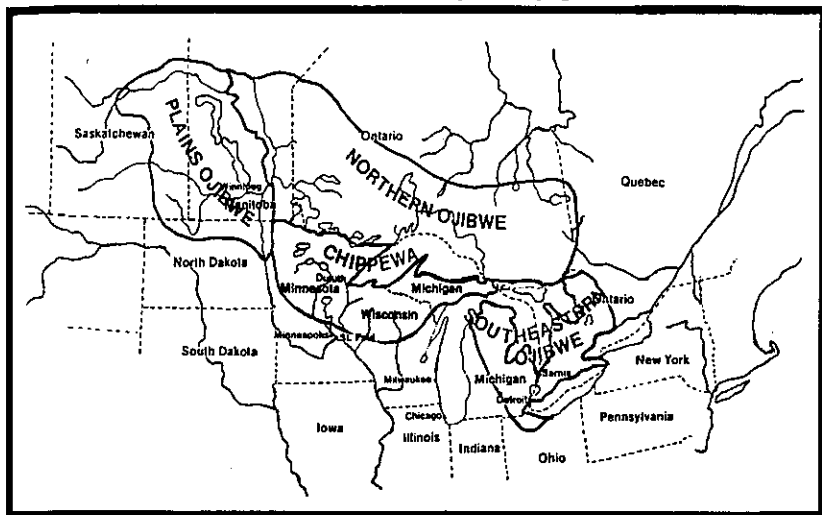 Ontario
Saskatchewan
PLAINS OJIBWE
NORTHERN OJIBWE
Quebec
Winnipeg
Manitoba
CHIPPEWA
North Dakota
Duluth
Minnesota
Michigan
Ontario
Wisconsin
SOUTHEASTERN
OJIBWE
Minneapolis
St. Paul
South Dakota
New York
Sarnia
Milwaukee
Michigan
Detroit
Chicago
Pennsylvania
Iowa
Illinois
Indiana
Ohio